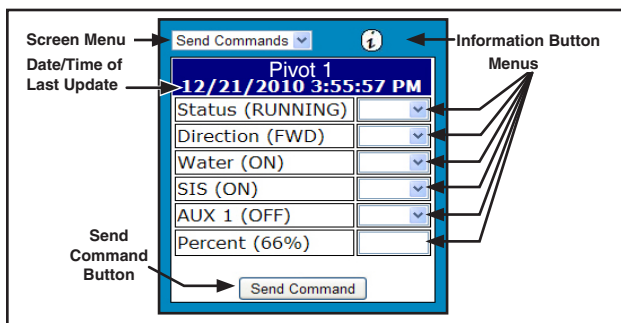 Screen Menu
Send Commands
i
Information Button
Date/Time of
Last Update
Menus
Pivot 1
12/21/2010 3:55:57 PM
Status (RUNNING)
Direction (FWD)
Water (ON)
SIS (ON)
AUX 1 (OFF)
Percent (66%)
Send
Command
Button
Send Command